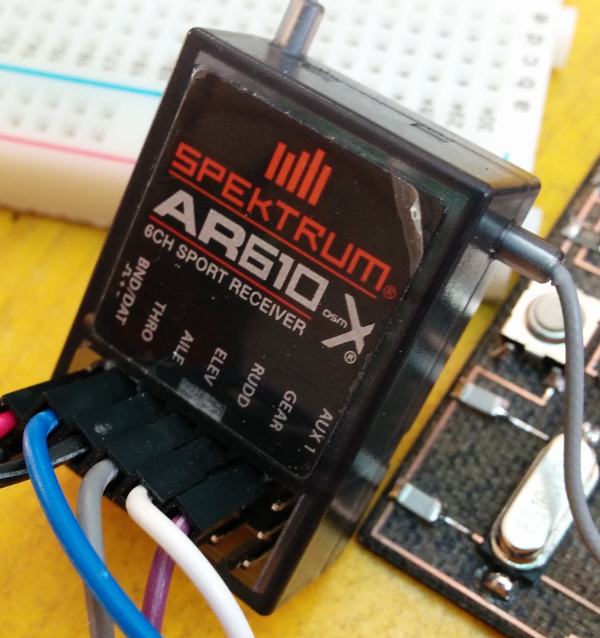 SPEKTRUM®
AR610
6CH SPORT RECEIVER
DSM X®
BND/DAT
THRO
AILE
ELEV
RUDD
GEAR
AUX 1
a b c d e